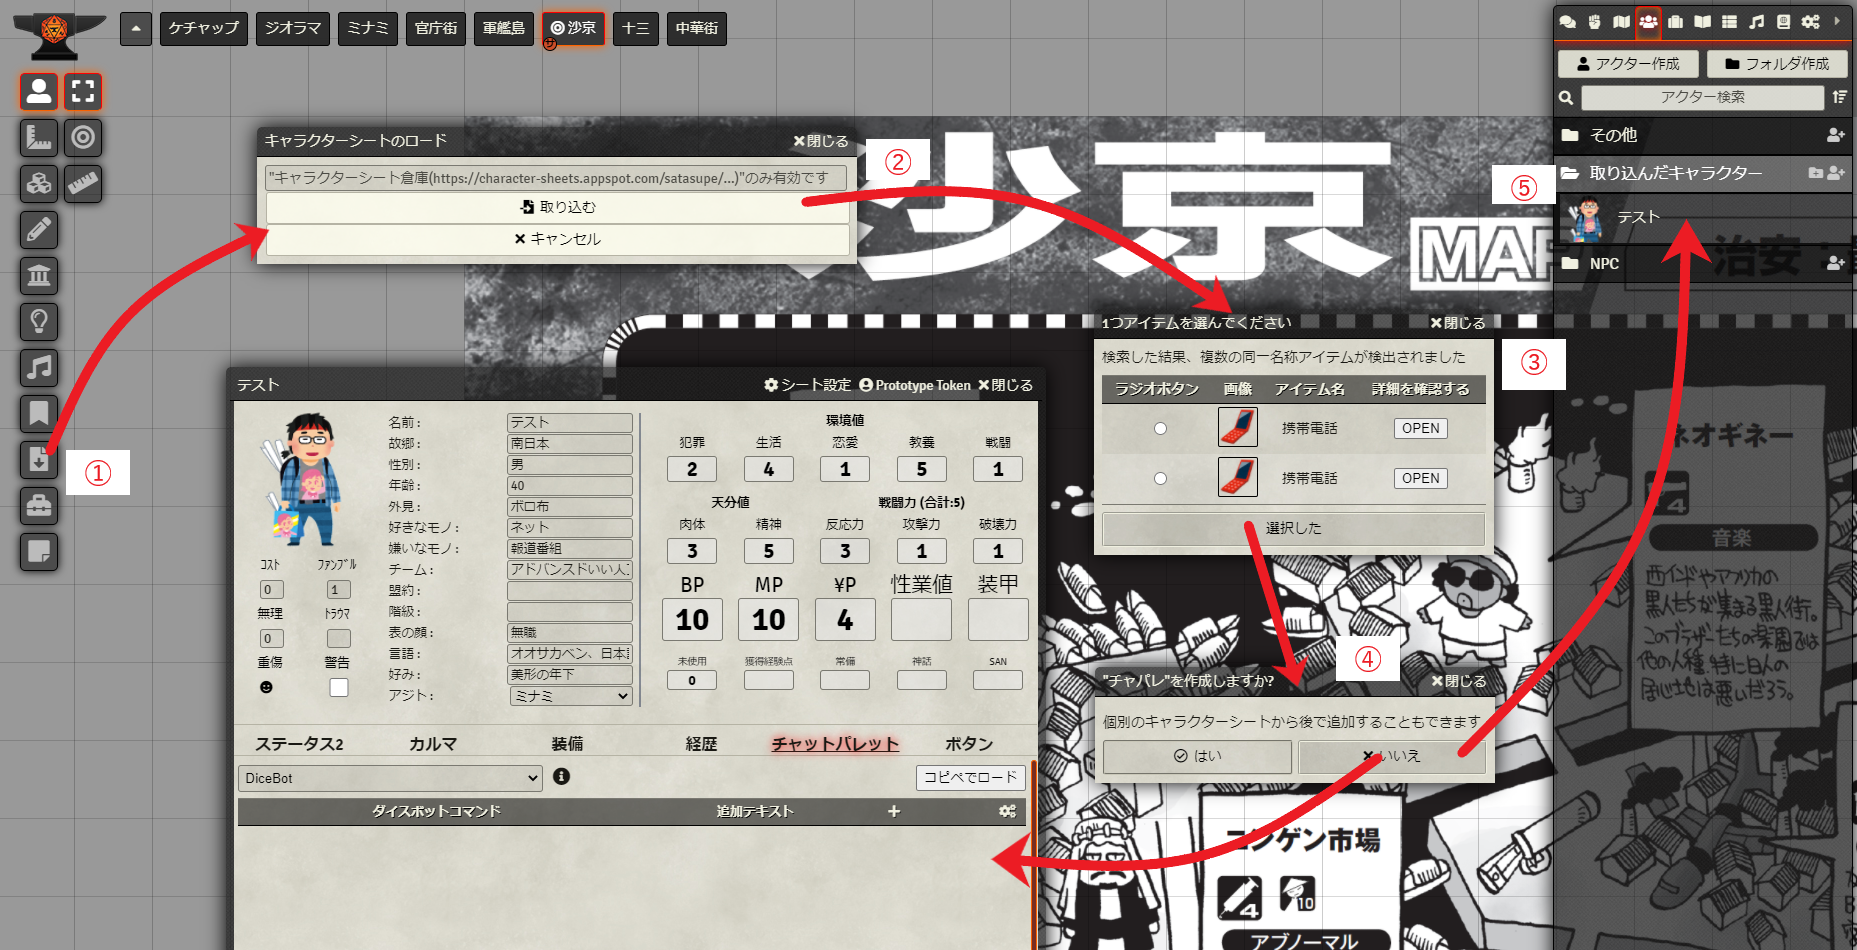 ケチャップ
ジオラマ
ミナミ
官庁街
軍艦島
沙京
サ
十三
中華街
アクター作成
フォルダ作成
アクター検索
その他
取り込んだキャラクター
テスト
NPC
⑤
キャラクターシートのロード
閉じる
"キャラクターシート倉庫(https://character-sheets.appspot.com/satasupe/...)"のみ有効です
取り込む
キャンセル
②
沙京
MAP
治安
①
1つアイテムを選んでください
閉じる
検索した結果、複数の同一名称アイテムが検出されました
ラジオボタン 画像 アイテム名 詳細を確認する
携帯電話 OPEN
携帯電話 OPEN
選択した
③
④
"チャパレ"を作成しますか?
閉じる
個別のキャラクターシートから後で追加することもできます
はい
いいえ
テスト
シート設定 Prototype Token 閉じる
名前: テスト
故郷: 南日本
性別: 男
年齢: 40
外見: ボロ布
好きなモノ: ネット
嫌いなモノ: 報道番組
チーム: アドバンスドいい人
盟約:
階級:
表の顔: 無職
言語: オオサカベン、日本
好み: 美形の年下
アジト: ミナミ
コスト ファンブル
0 1
無理 トラウマ
0
重傷 警告
環境値
犯罪 生活 恋愛 教養 戦闘
2 4 1 5 1
天分値 戦闘力 (合計:5)
肉体 精神 反応力 攻撃力 破壊力
3 5 3 1 1
BP MP ¥P 性業値 装甲
10 10 4
未使用 獲得経験点 常備 神話 SAN
0
ステータス2 カルマ 装備 経歴 チャットパレット ボタン
DiceBot
コピペでロード
ダイスボットコマンド 追加テキスト
ネオギネー
4
音楽
西インドやアフリカの
黒人たちが集まる黒人街。
このブラザーたちの楽園では
他の人種、特に白人の
団心地は悪いだろう。
ニンゲン市場
4
10
アブノーマル